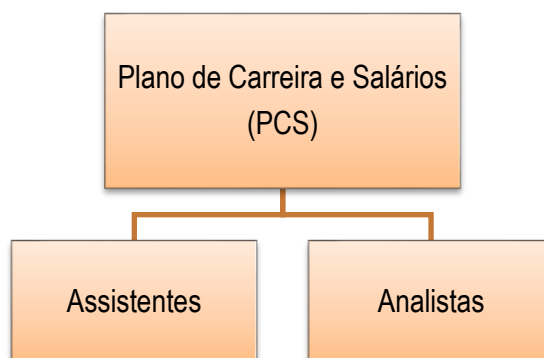 Plano de Carreira e Salários
(PCS)
Assistentes
Analistas